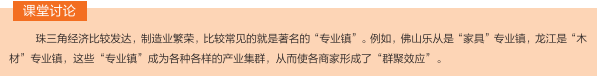 课堂讨论
珠三角经济比较发达，制造业繁荣，比较常见的就是著名的“专业镇”。例如，佛山乐从是“家具”专业镇，龙江是“木
材”专业镇，这些“专业镇”成为各种各样的产业集群，从而使各商家形成了“群聚效应”。